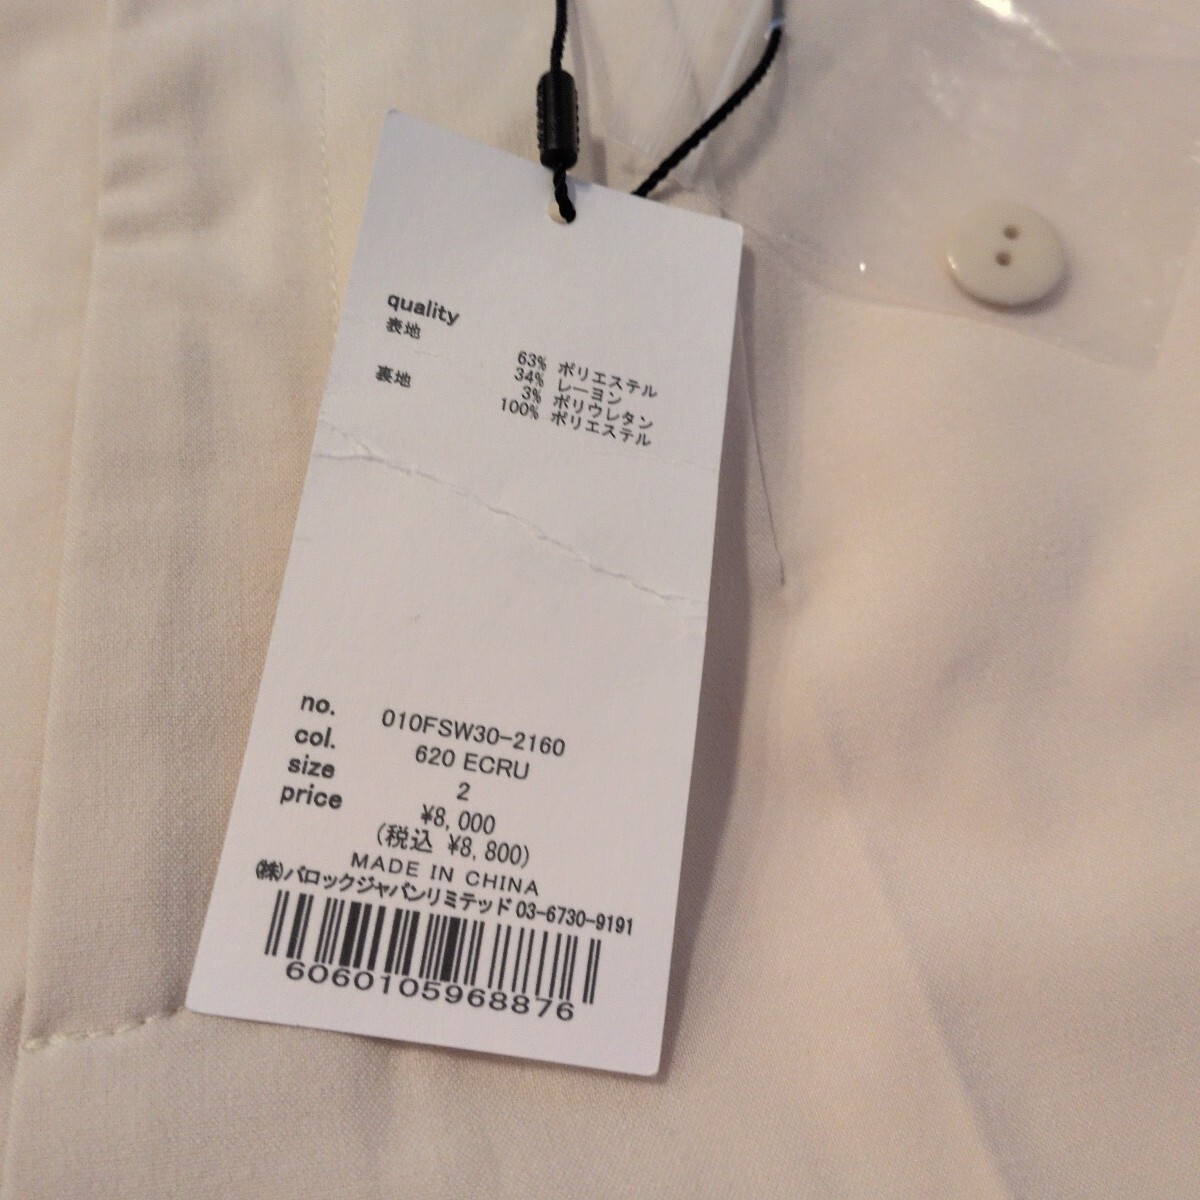 quality
表地
63% ポリエステル
34% レーヨン
3% ポリウレタン
裏地
100% ポリエステル
no. 010FSW30-2160
col. 620 ECRU
size 2
price ¥8,000
(税込 ¥8,800)
MADE IN CHINA
(株)バロックジャパンリミテッド 03-6730-9191
6060105968876